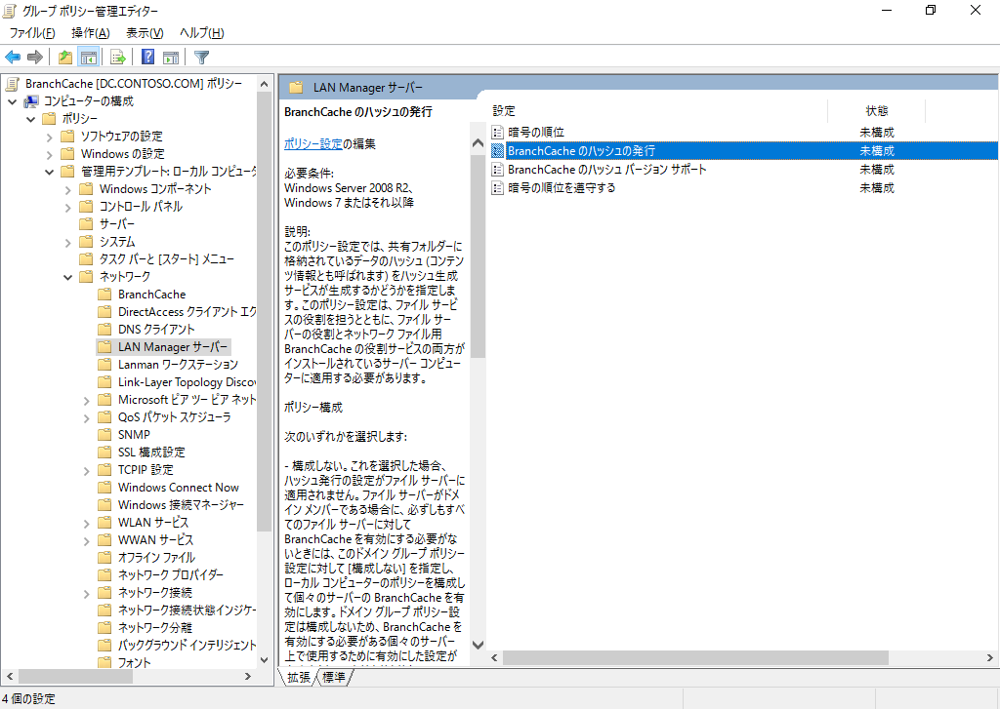 グループ ポリシー管理エディター
ファイル(F) 操作(A) 表示(V) ヘルプ(H)
BranchCache [DC.CONTOSO.COM] ポリシー
コンピューターの構成
ポリシー
ソフトウェアの設定
Windows の設定
管理用テンプレート: ローカル コンピュータ
Windows コンポーネント
コントロール パネル
サーバー
システム
タスク バーと [スタート] メニュー
ネットワーク
BranchCache
DirectAccess クライアント エク
DNS クライアント
LAN Manager サーバー
Lanman ワークステーション
Link-Layer Topology Discov
Microsoft ピア ツー ピア ネット
QoS パケット スケジューラ
SNMP
SSL 構成設定
TCPIP 設定
Windows Connect Now
Windows 接続マネージャー
WLAN サービス
WWAN サービス
オフライン ファイル
ネットワーク プロバイダー
ネットワーク接続
ネットワーク接続状態インジケー
ネットワーク分離
バックグラウンド インテリジェント
フォント
LAN Manager サーバー
BranchCache のハッシュの発行
ポリシー設定の編集
必要条件:
Windows Server 2008 R2、
Windows 7 またはそれ以降
説明:
このポリシー設定では、共有フォルダーに
格納されているデータのハッシュ (コンテン
ツ情報とも呼ばれます) をハッシュ生成
サービスが生成するかどうかを指定しま
す。このポリシー設定は、ファイル サービ
スの役割を担うとともに、ファイル サー
バーの役割とネットワーク ファイル用
BranchCache の役割サービスの両方が
インストールされているサーバー コンピュー
ターに適用する必要があります。
ポリシー構成
次のいずれかを選択します:
- 構成しない。これを選択した場合、
ハッシュ発行の設定がファイル サーバーに
適用されません。ファイル サーバーがドメ
イン メンバーである場合に、必ずしもすべ
てのファイル サーバーに対して
BranchCache を有効にする必要がな
いときには、このドメイン グループ ポリシー
設定に対して [構成しない] を指定し、
ローカル コンピューターのポリシーを構成し
て個々のサーバーの BranchCache を有
効にします。ドメイン グループ ポリシー設
定は構成しないため、BranchCache を
有効にする必要がある個々のサーバー
上で使用するために有効にした設定が
設定 状態
暗号の順位 未構成
BranchCache のハッシュの発行 未構成
BranchCache のハッシュ バージョン サポート 未構成
暗号の順位を遵守する 未構成
拡張 標準
4 個の設定